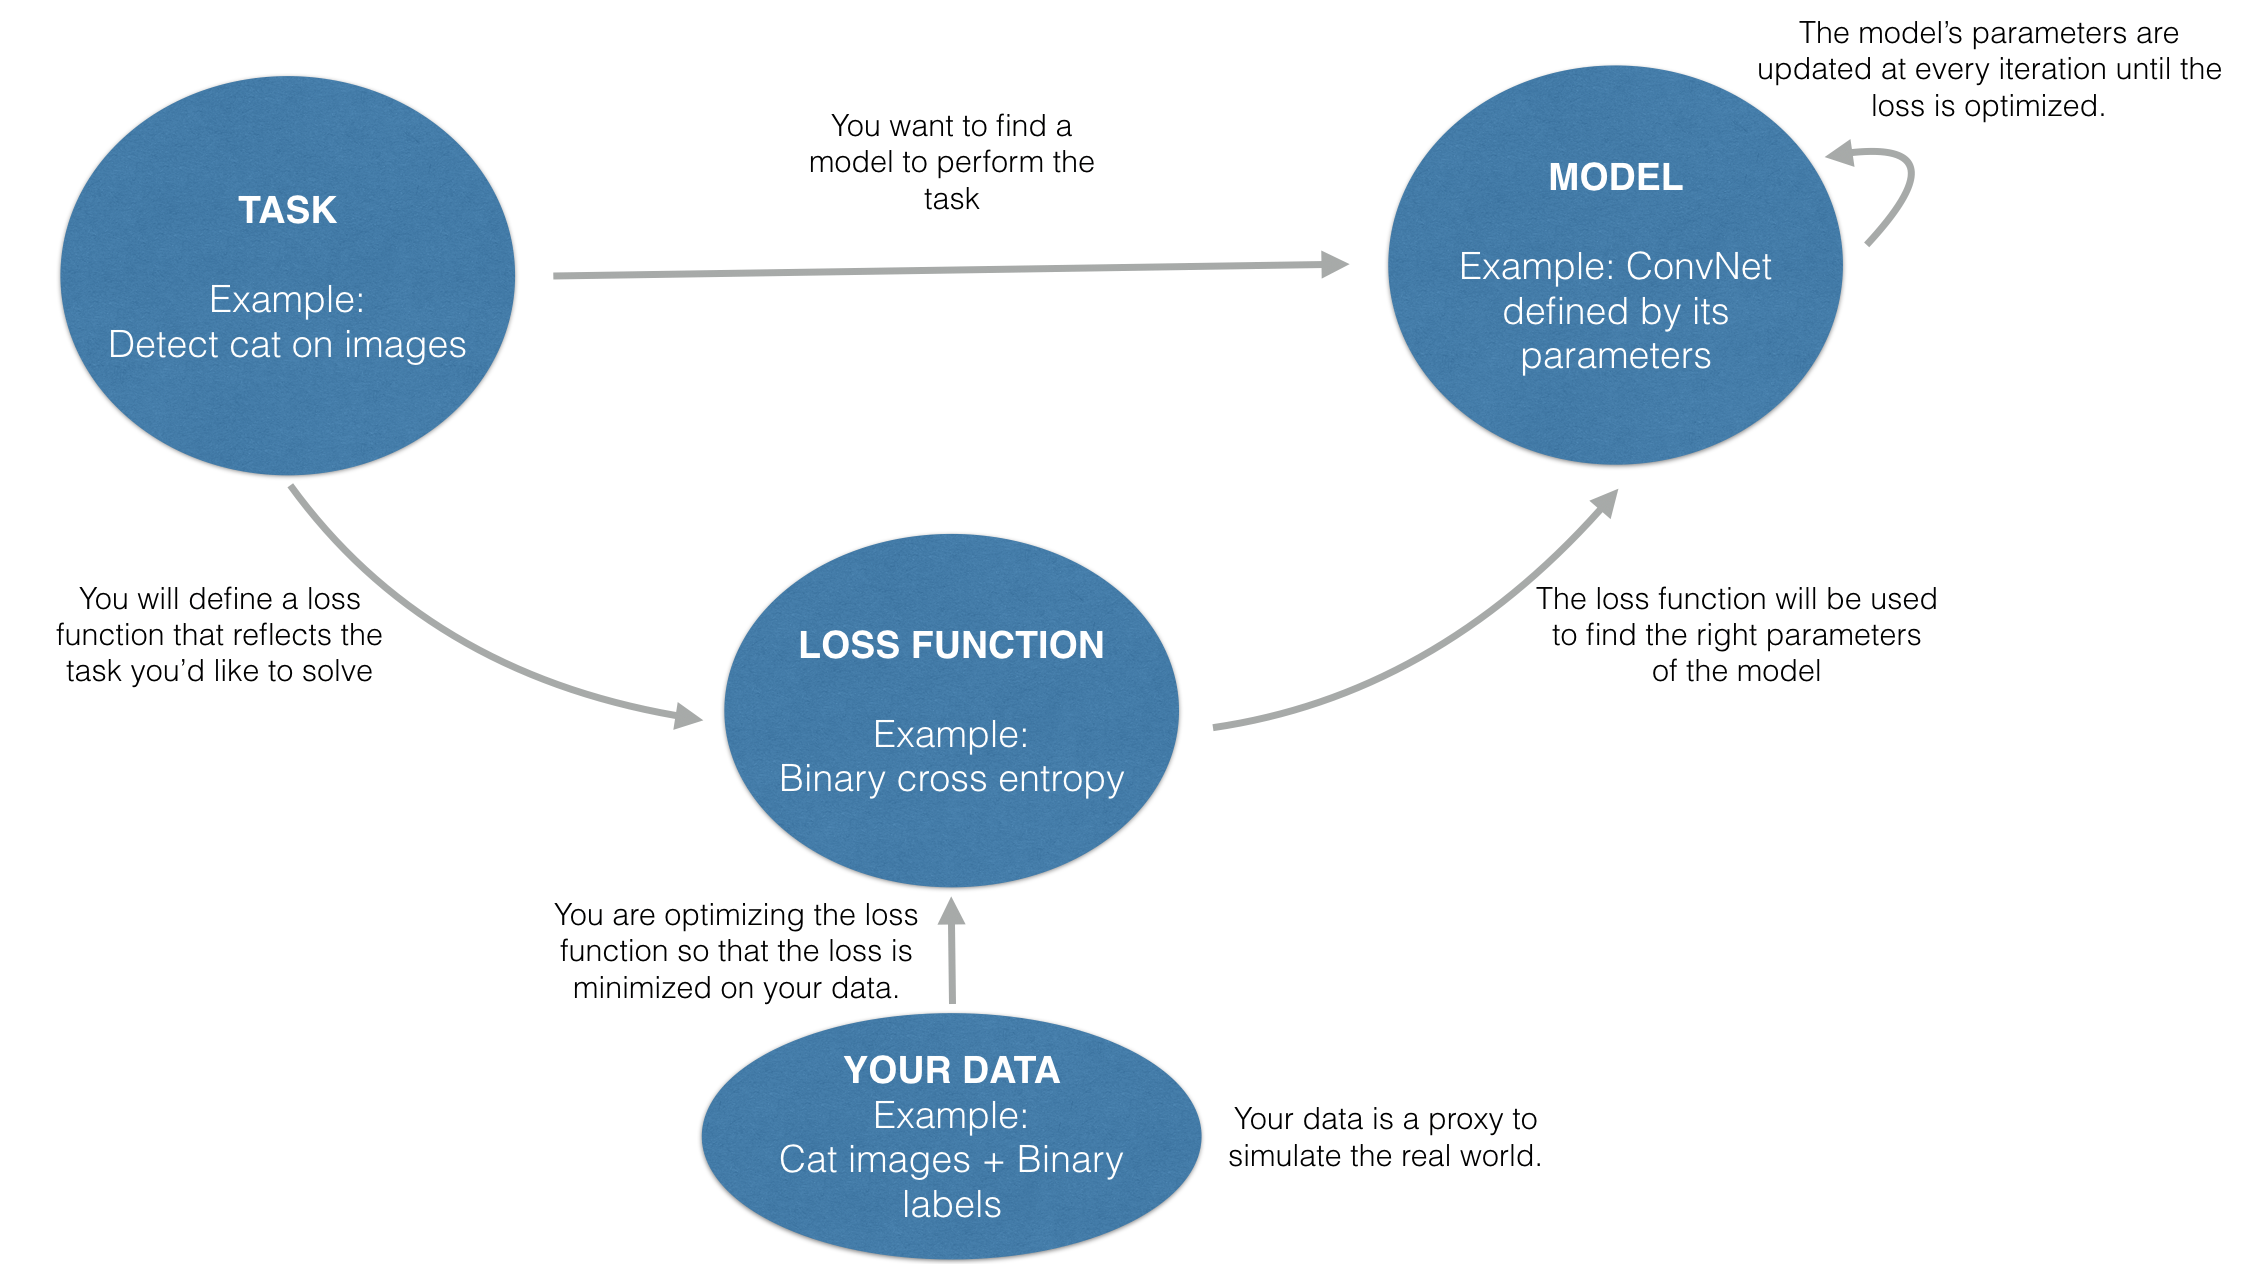 The model’s parameters are
updated at every iteration until the
loss is optimized.
You want to find a
model to perform the
task
TASK
Example:
Detect cat on images
MODEL
Example: ConvNet
defined by its
parameters
You will define a loss
function that reflects the
task you’d like to solve
LOSS FUNCTION
Example:
Binary cross entropy
The loss function will be used
to find the right parameters
of the model
You are optimizing the loss
function so that the loss is
minimized on your data.
YOUR DATA
Example:
Cat images + Binary
labels
Your data is a proxy to
simulate the real world.